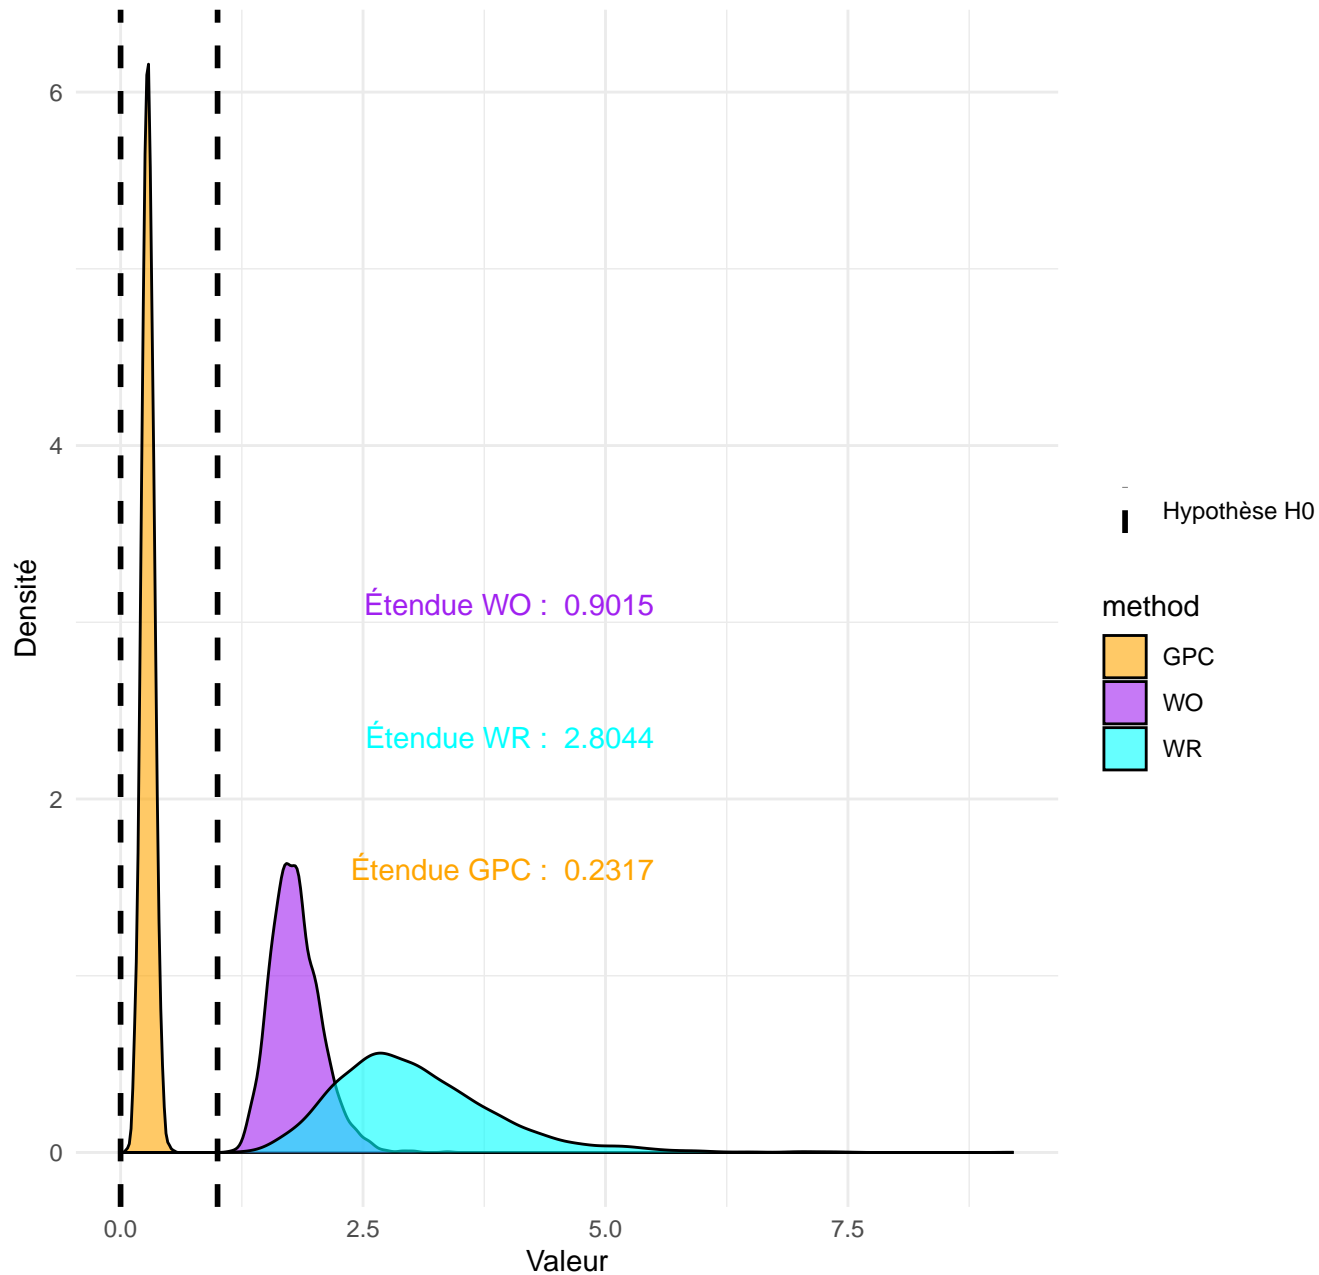 6
4
2
0
Densité
0.0
2.5
5.0
7.5
Valeur
Étendue WO :  0.9015
Étendue WR :  2.8044
Étendue GPC :  0.2317
Hypothèse H0
method
GPC
WO
WR